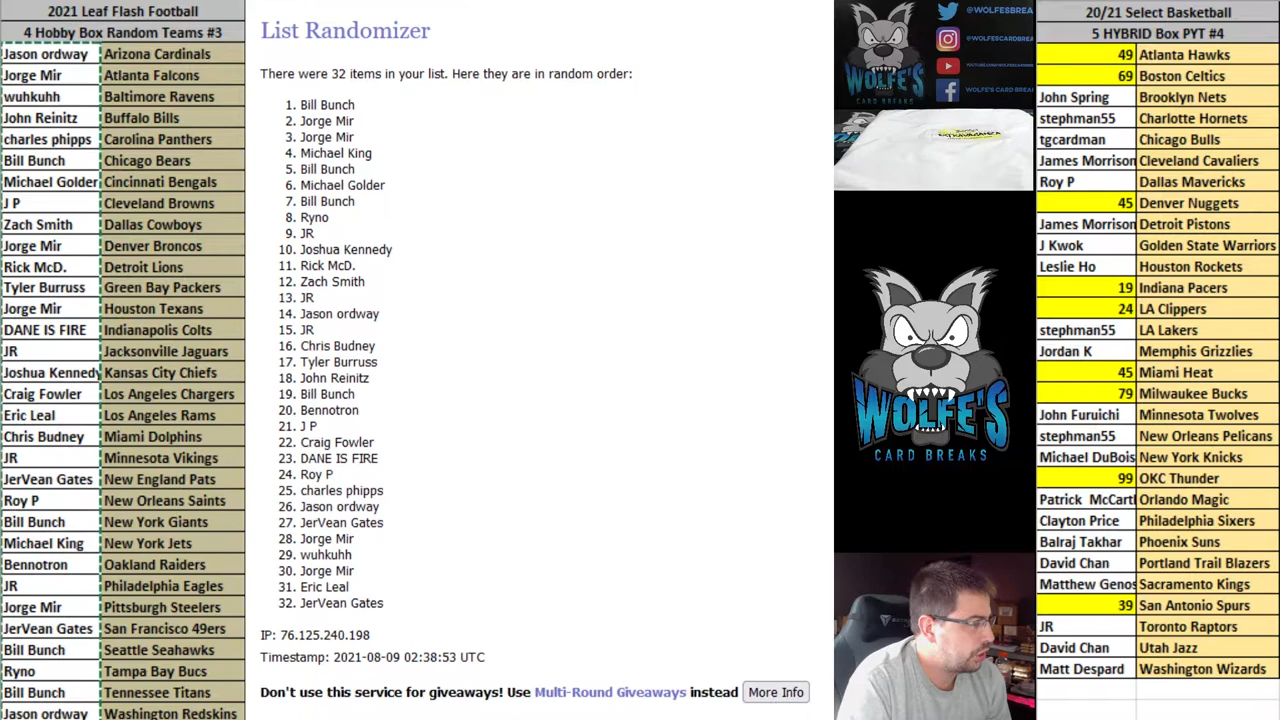 2021 Leaf Flash Football
4 Hobby Box Random Teams #3
Jason ordway Arizona Cardinals
Jorge Mir Atlanta Falcons
wuhkuhh Baltimore Ravens
John Reinitz Buffalo Bills
charles phipps Carolina Panthers
Bill Bunch Chicago Bears
Michael Golder Cincinnati Bengals
J P Cleveland Browns
Zach Smith Dallas Cowboys
Jorge Mir Denver Broncos
Rick McD. Detroit Lions
Tyler Burruss Green Bay Packers
Jorge Mir Houston Texans
DANE IS FIRE Indianapolis Colts
JR Jacksonville Jaguars
Joshua Kennedy Kansas City Chiefs
Craig Fowler Los Angeles Chargers
Eric Leal Los Angeles Rams
Chris Budney Miami Dolphins
JR Minnesota Vikings
JerVean Gates New England Pats
Roy P New Orleans Saints
Bill Bunch New York Giants
Michael King New York Jets
Bennotron Oakland Raiders
JR Philadelphia Eagles
Jorge Mir Pittsburgh Steelers
JerVean Gates San Francisco 49ers
Bill Bunch Seattle Seahawks
Ryno Tampa Bay Bucs
Bill Bunch Tennessee Titans
Jason ordway Washington Redskins
List Randomizer
There were 32 items in your list. Here they are in random order:
1. Bill Bunch
2. Jorge Mir
3. Jorge Mir
4. Michael King
5. Bill Bunch
6. Michael Golder
7. Bill Bunch
8. Ryno
9. JR
10. Joshua Kennedy
11. Rick McD.
12. Zach Smith
13. JR
14. Jason ordway
15. JR
16. Chris Budney
17. Tyler Burruss
18. John Reinitz
19. Bill Bunch
20. Bennotron
21. J P
22. Craig Fowler
23. DANE IS FIRE
24. Roy P
25. charles phipps
26. Jason ordway
27. JerVean Gates
28. Jorge Mir
29. wuhkuhh
30. Jorge Mir
31. Eric Leal
32. JerVean Gates
IP: 76.125.240.198
Timestamp: 2021-08-09 02:38:53 UTC
Don't use this service for giveaways! Use Multi-Round Giveaways instead More Info
WOLFE'S
CARD BREAKS
@WOLFESBREA
@WOLFESCARDBREA
YOUTUBE.COM/WOLFE
WOLFE'S CARD BREA
EXTRAVAGANZA
WOLFE'S
CARD BREAKS
20/21 Select Basketball
5 HYBRID Box PYT #4
49 Atlanta Hawks
69 Boston Celtics
John Spring Brooklyn Nets
stephman55 Charlotte Hornets
tgcardman Chicago Bulls
James Morrison Cleveland Cavaliers
Roy P Dallas Mavericks
45 Denver Nuggets
James Morrison Detroit Pistons
J Kwok Golden State Warriors
Leslie Ho Houston Rockets
19 Indiana Pacers
24 LA Clippers
stephman55 LA Lakers
Jordan K Memphis Grizzlies
45 Miami Heat
79 Milwaukee Bucks
John Furuichi Minnesota Twolves
stephman55 New Orleans Pelicans
Michael DuBois New York Knicks
99 OKC Thunder
Patrick McCart Orlando Magic
Clayton Price Philadelphia Sixers
Balraj Takhar Phoenix Suns
David Chan Portland Trail Blazers
Matthew Genos Sacramento Kings
39 San Antonio Spurs
JR Toronto Raptors
David Chan Utah Jazz
Matt Despard Washington Wizards